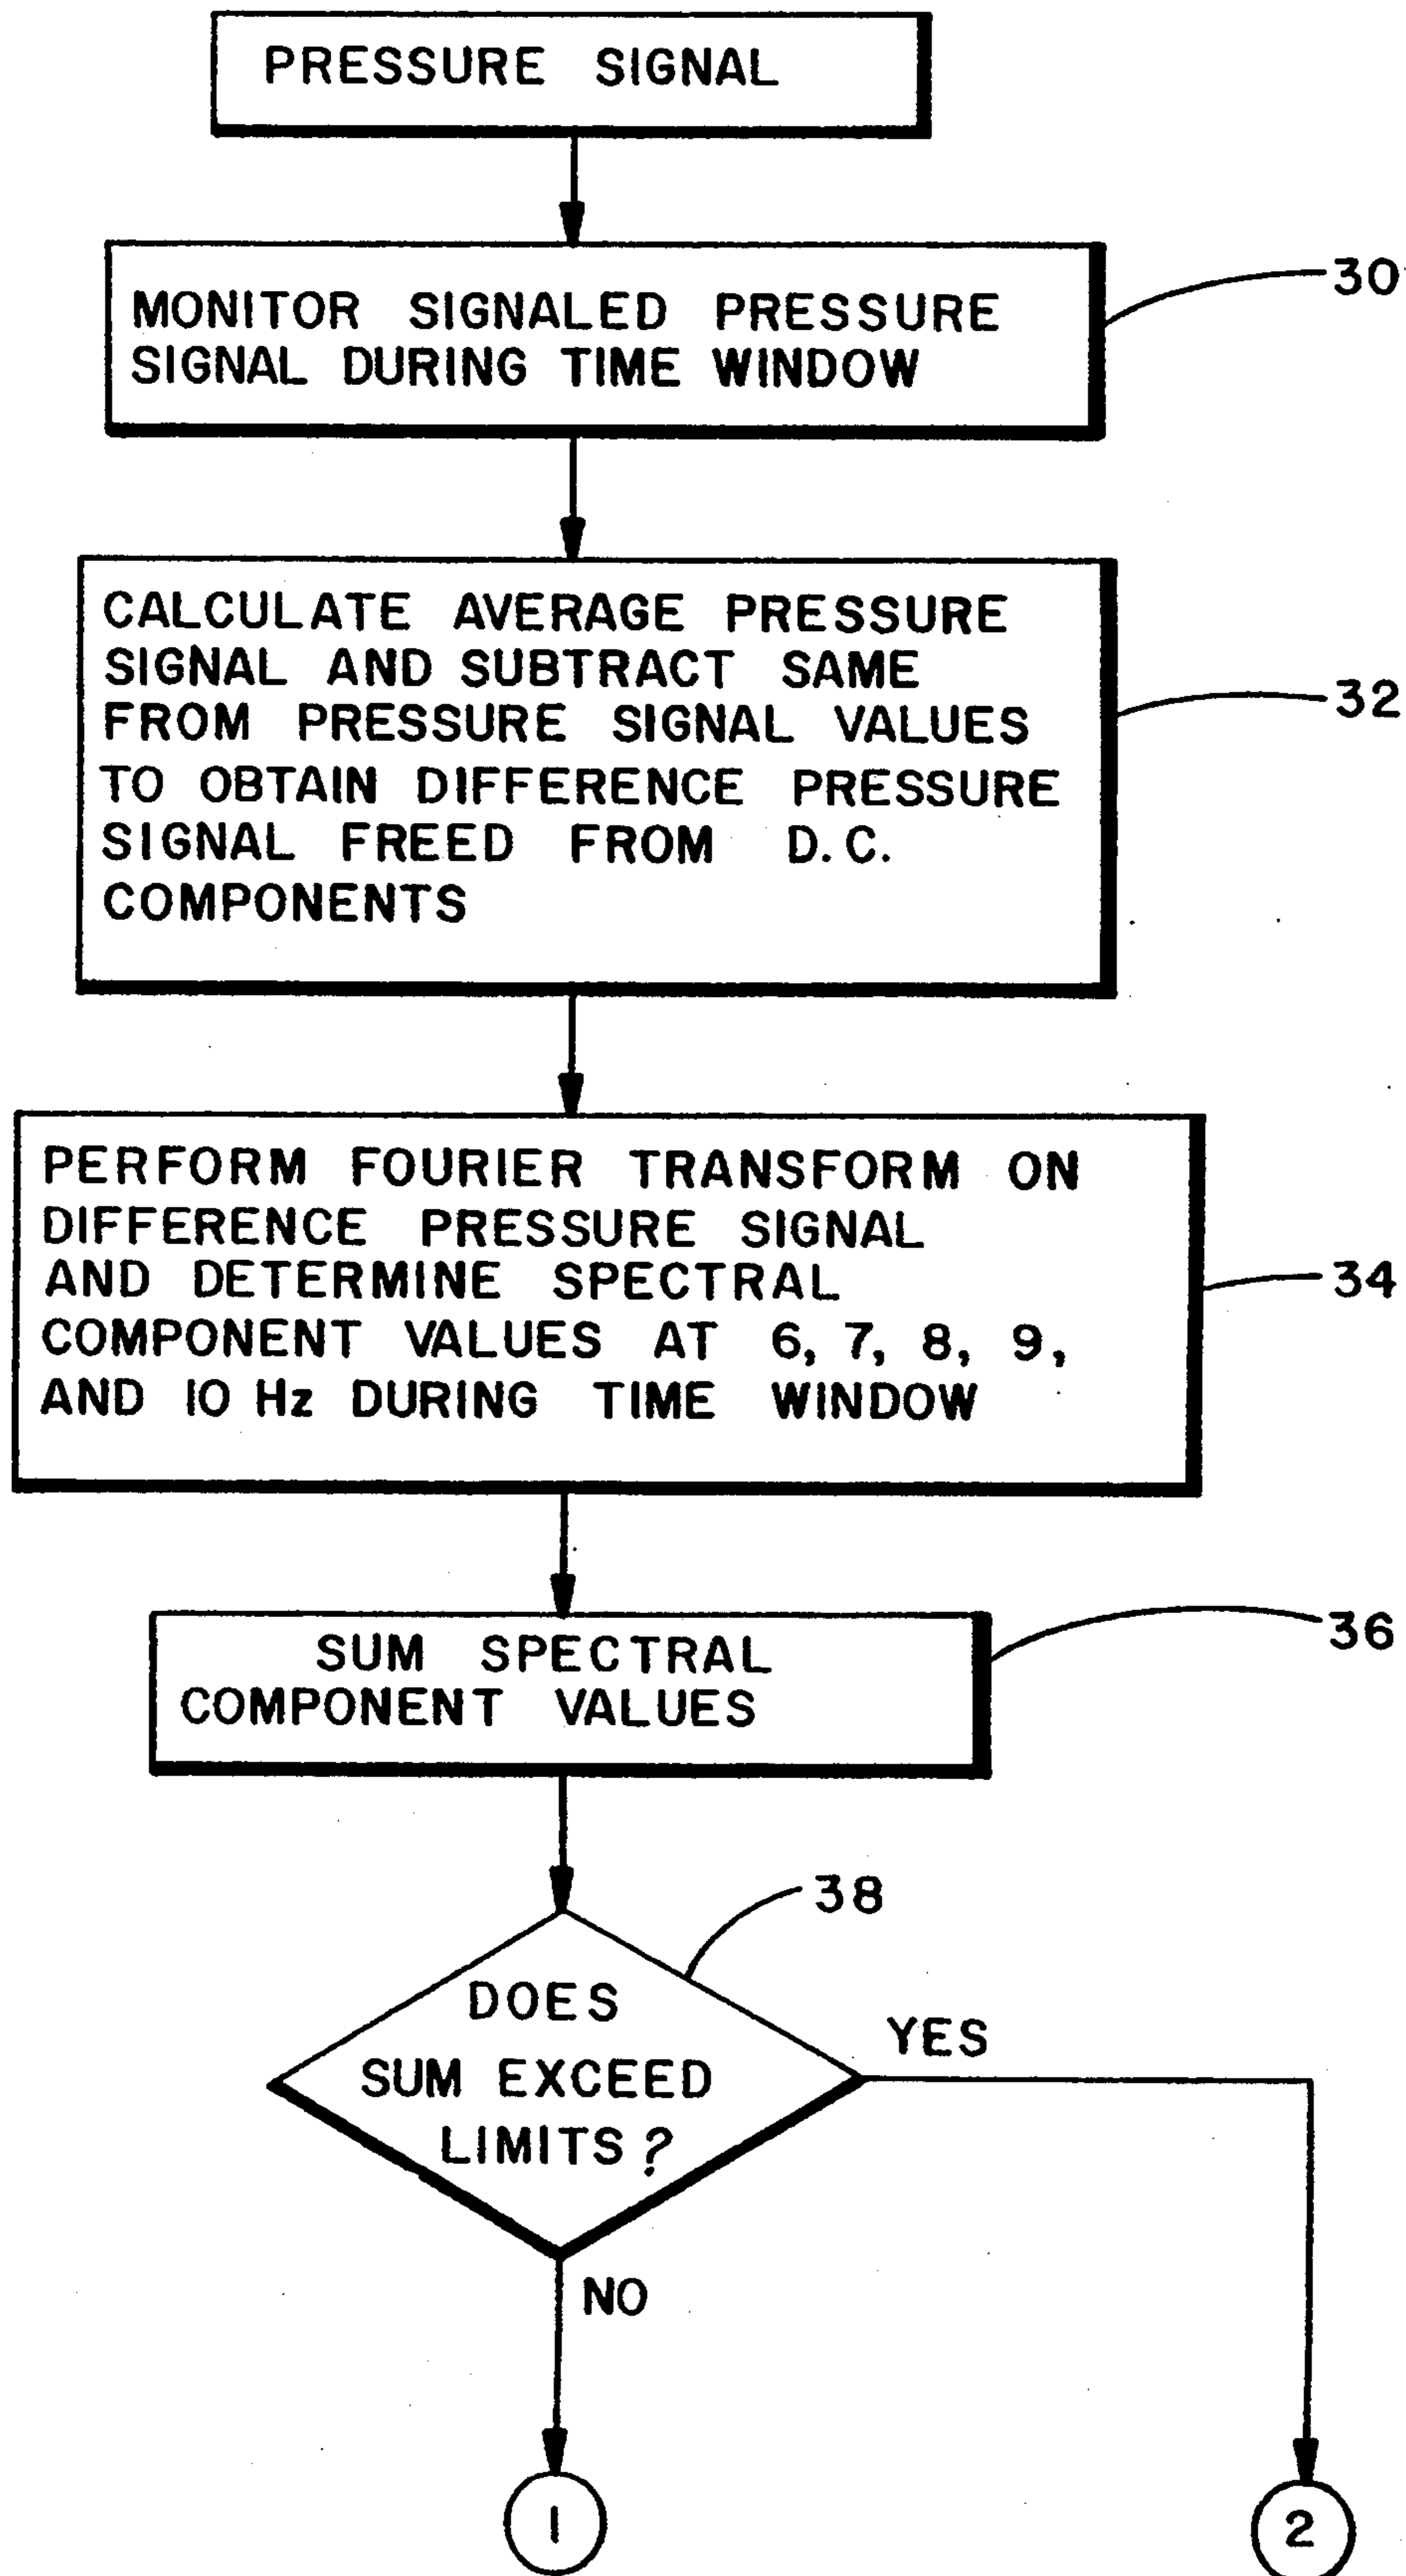 PRESSURE SIGNAL
MONITOR SIGNALED PRESSURE
SIGNAL DURING TIME WINDOW
30
CALCULATE AVERAGE PRESSURE
SIGNAL AND SUBTRACT SAME
FROM PRESSURE SIGNAL VALUES
TO OBTAIN DIFFERENCE PRESSURE
SIGNAL FREED FROM D.C.
COMPONENTS
32
PERFORM FOURIER TRANSFORM ON
DIFFERENCE PRESSURE SIGNAL
AND DETERMINE SPECTRAL
COMPONENT VALUES AT 6, 7, 8, 9,
AND 10 Hz DURING TIME WINDOW
34
SUM SPECTRAL
COMPONENT VALUES
36
38
DOES
SUM EXCEED
LIMITS?
YES
NO
1
2